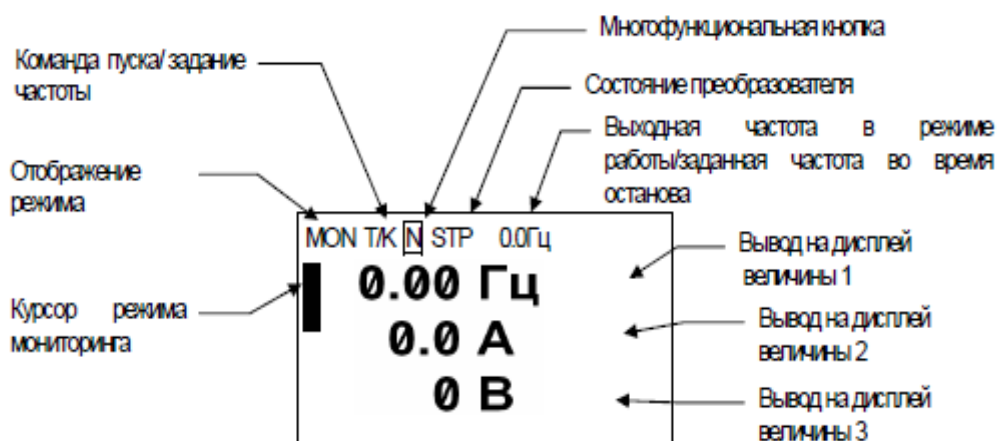 Многофункциональная кнопка
Команда пуска/ задание
частоты
Состояние преобразователя
Выходная частота в режиме
работы/заданная частота во время
останова
Отображение
режима
MON T/K N STP 0.0Гц
Вывод на дисплей
величины 1
0.00 Гц
Курсор режима
мониторинга
Вывод на дисплей
величины 2
0.0 А
0 В
Вывод на дисплей
величины 3